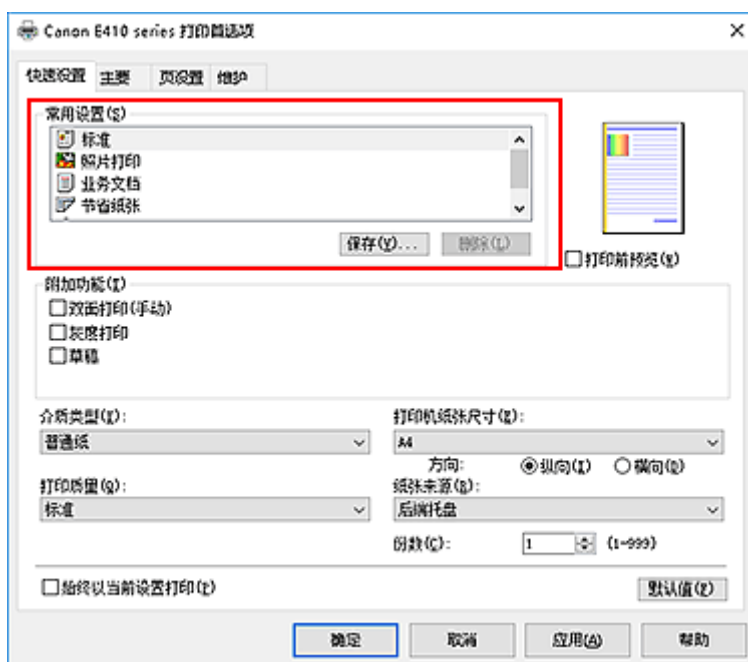 Canon E410 series 打印首选项
快速设置 主要 页设置 维护
常用设置(S)
标准
照片打印
业务文档
节省纸张
保存(V)... 删除(L)
打印前预览(W)
附加功能(I)
双面打印(手动)
灰度打印
草稿
介质类型(Y):
普通纸
打印机纸张尺寸(Z):
A4
方向: 纵向(I) 横向(D)
打印质量(Q):
标准
纸张来源(B):
后端托盘
份数(C): 1 (1-999)
始终以当前设置打印(P)
默认值(F)
确定 取消 应用(A) 帮助